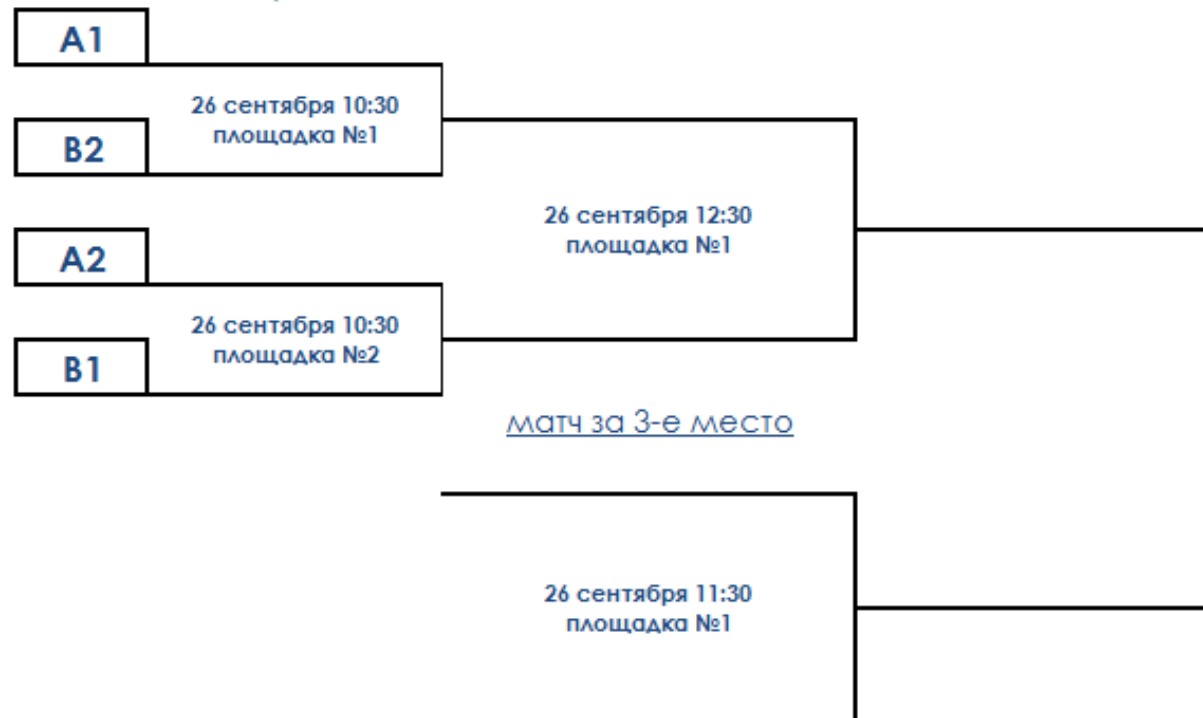 A1
26 сентября 10:30
площадка №1
B2
26 сентября 12:30
площадка №1
A2
26 сентября 10:30
площадка №2
B1
матч за 3-е место
26 сентября 11:30
площадка №1